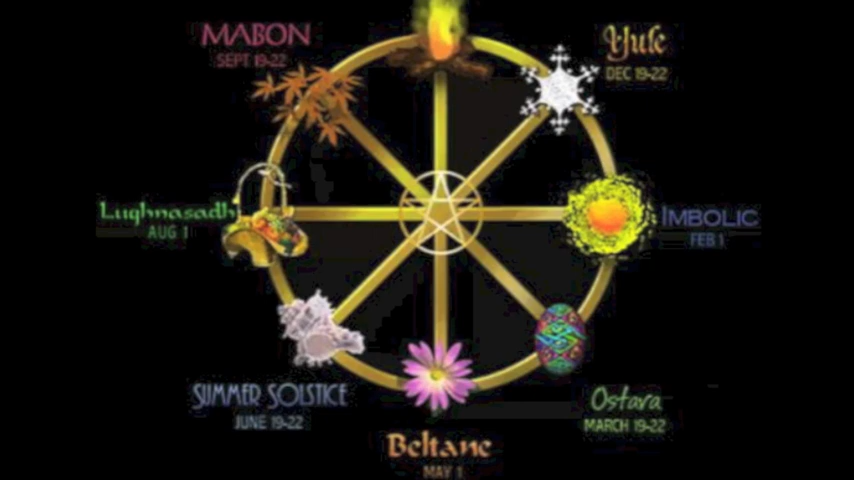 MABON
SEPT 19-22
Yule
DEC 19-22
Lughnasadh
AUG 1
IMBOLIC
FEB 1
SUMMER SOLSTICE
JUNE 19-22
Ostara
MARCH 19-22
Beltane
MAY 1